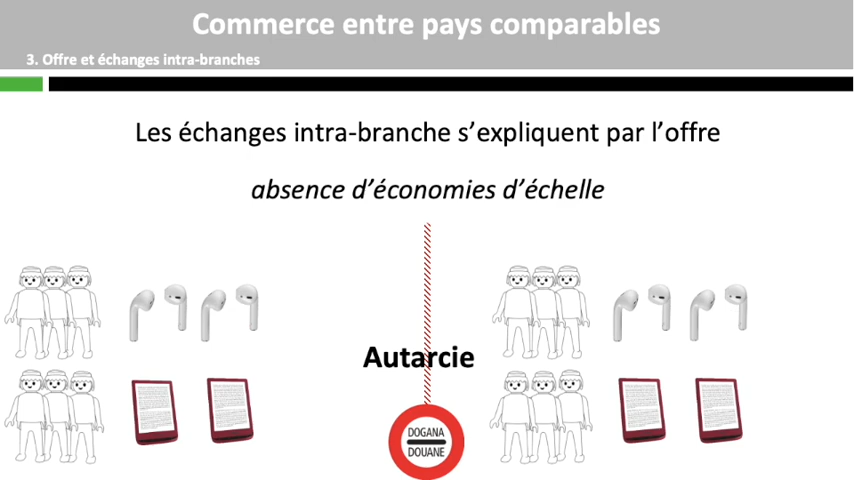 Commerce entre pays comparables
3. Offre et échanges intra-branches
Les échanges intra-branche s’expliquent par l’offre
absence d’économies d’échelle
Autarcie
DOGANA
DOUANE